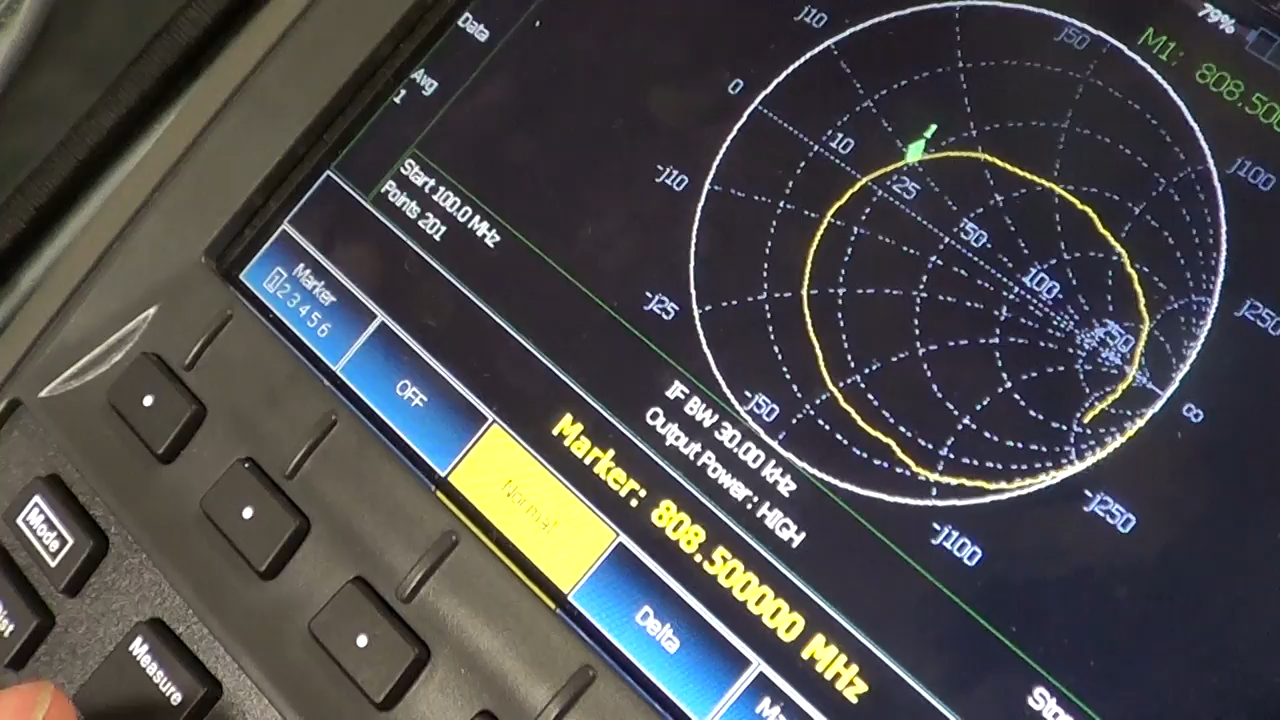 79%
M1: 808.500
Data
Avg
1
j10
j50
0
10
25
50
100
250
j100
j250
∞
-j10
-j25
-j50
-j100
-j250
1
Start 100.0 MHz
Points 201
IF BW 30.00 kHz
Output Power: HIGH
Marker: 808.500000 MHz
Marker
1 2 3 4 5 6
OFF
Normal
Delta
Mode
Measure